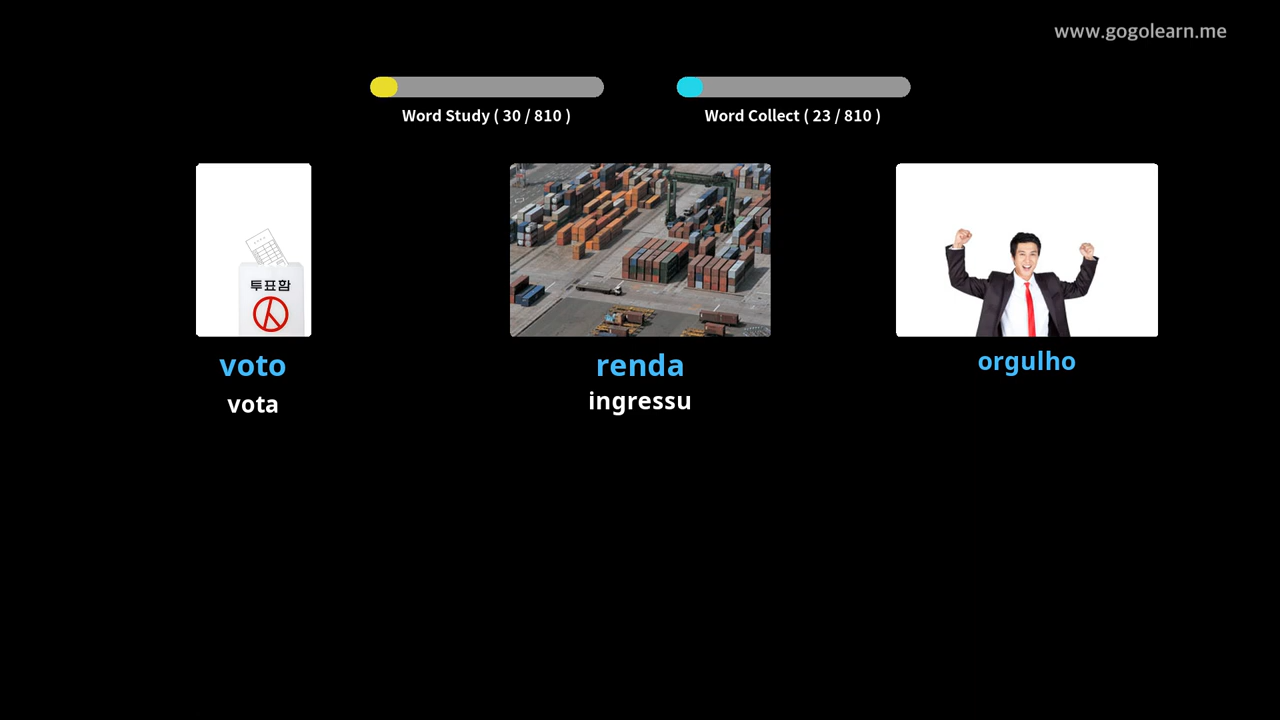 www.gogolearn.me
Word Study ( 30 / 810 )
Word Collect ( 23 / 810 )
투표함
voto
vota
renda
ingressu
orgulho